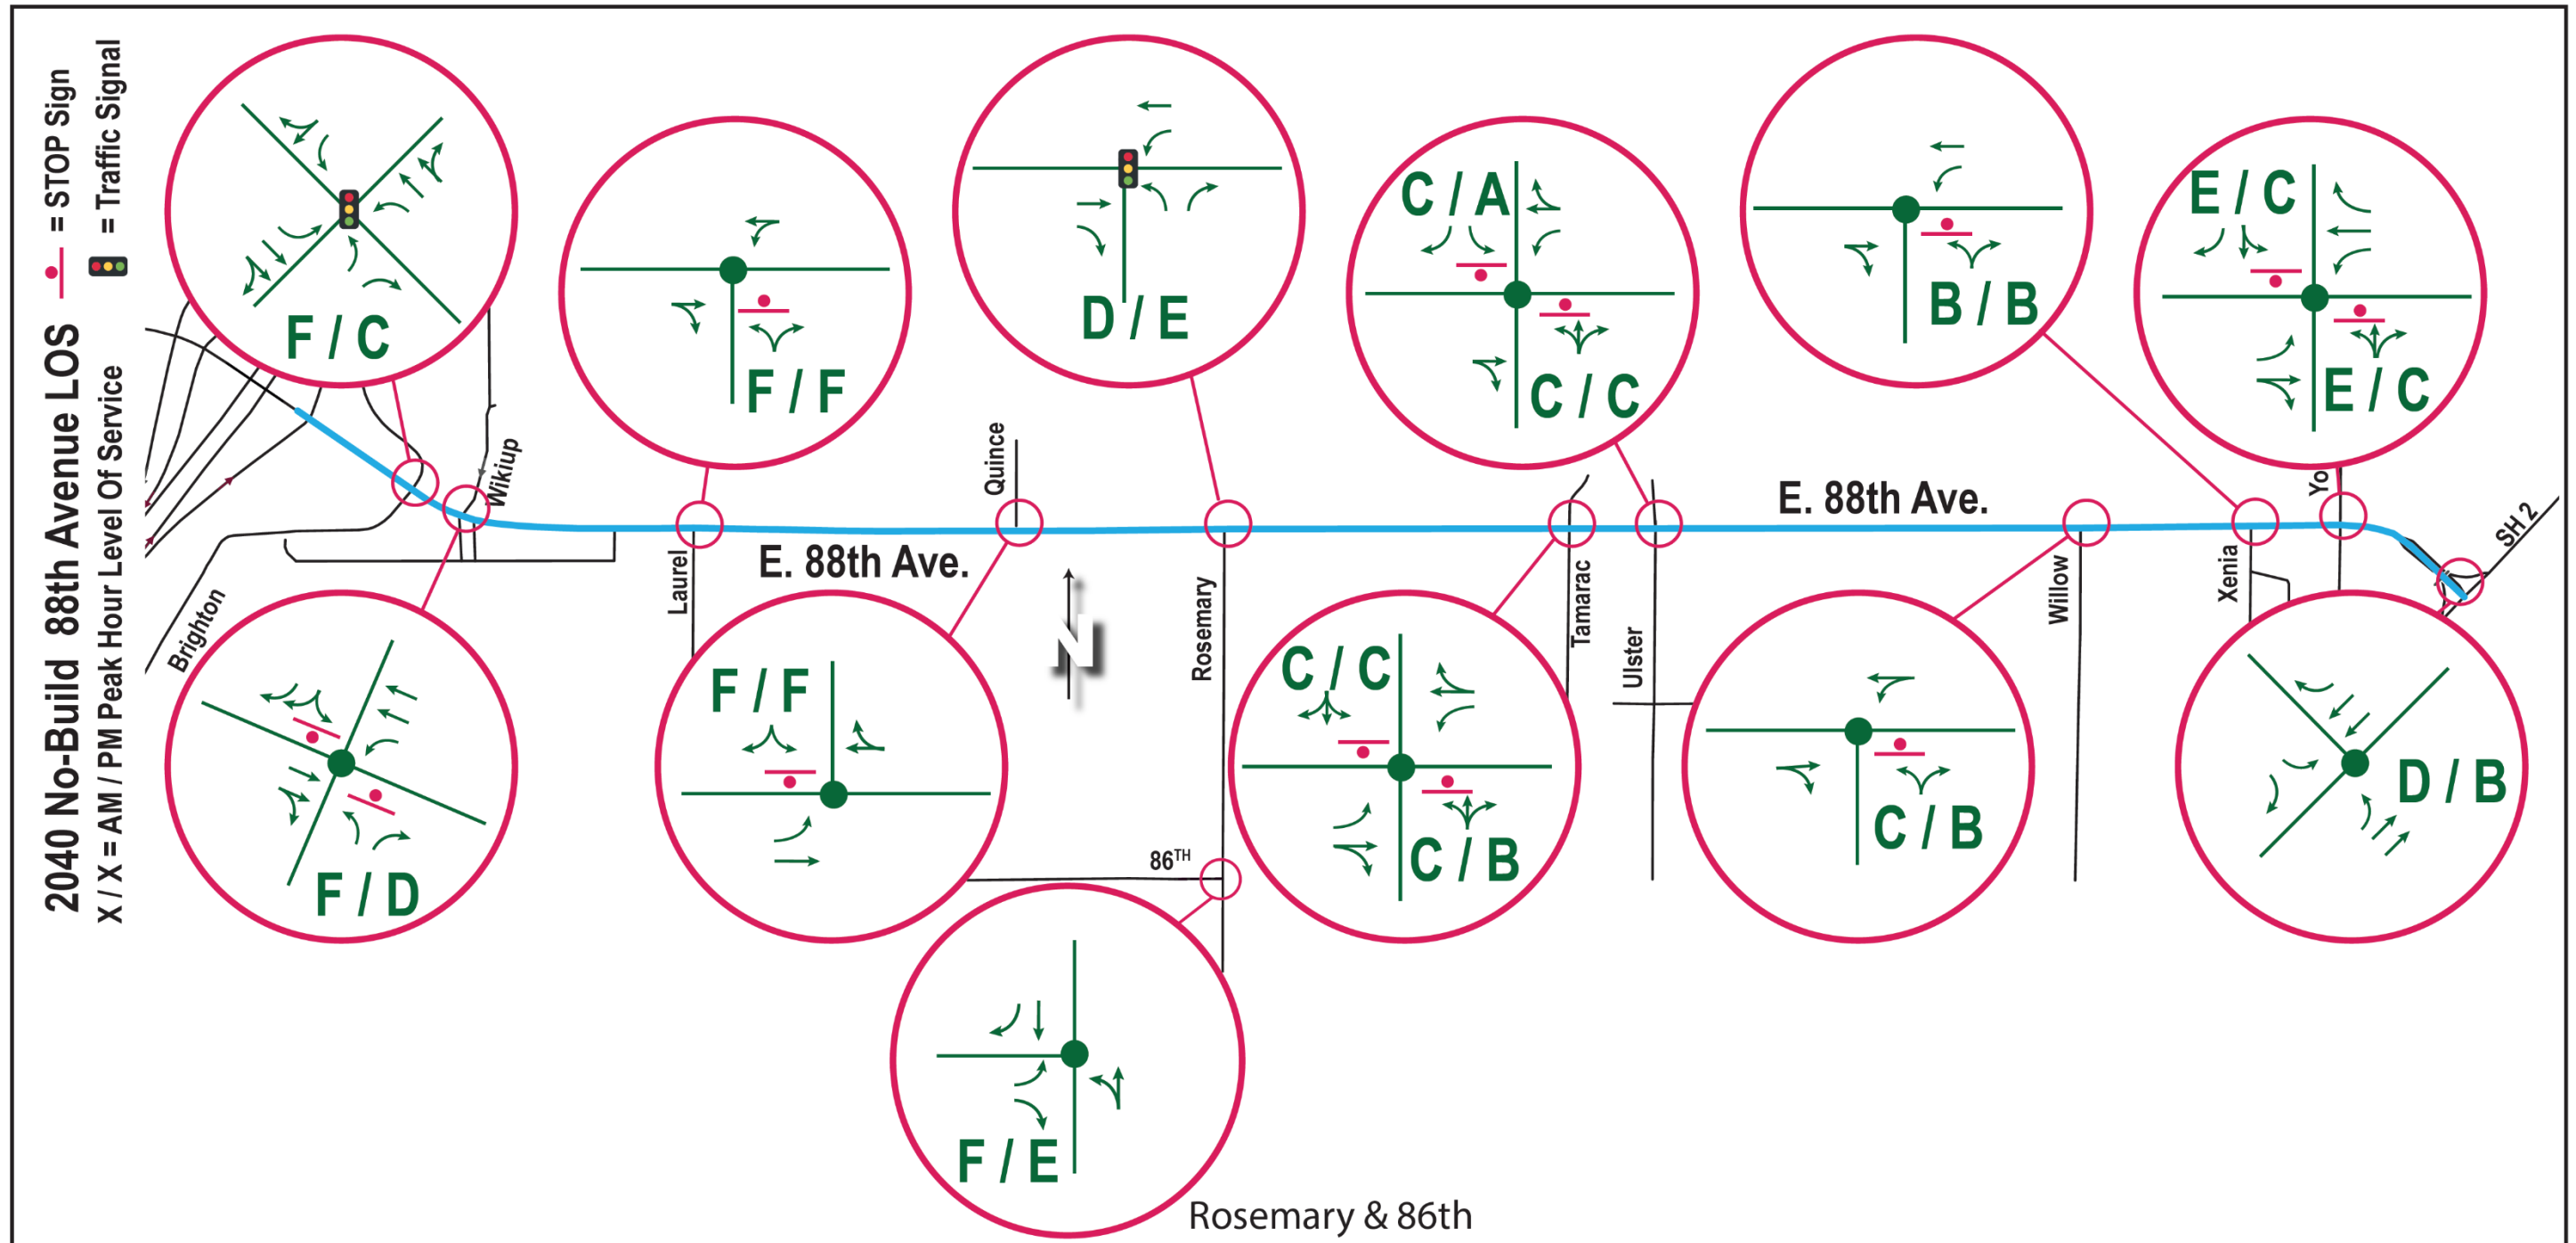 2040 No-Build 88th Avenue LOS
X / X = AM / PM Peak Hour Level Of Service
= STOP Sign
= Traffic Signal
F / C
F / F
D / E
C / A
C / C
B / B
E / C
E / C
Wikiup
Quince
E. 88th Ave.
Yo
SH 2
Laurel
E. 88th Ave.
Rosemary
Tamarac
Ulster
Willow
Xenia
Brighton
N
F / D
F / F
C / C
C / B
C / B
D / B
86TH
F / E
Rosemary & 86th